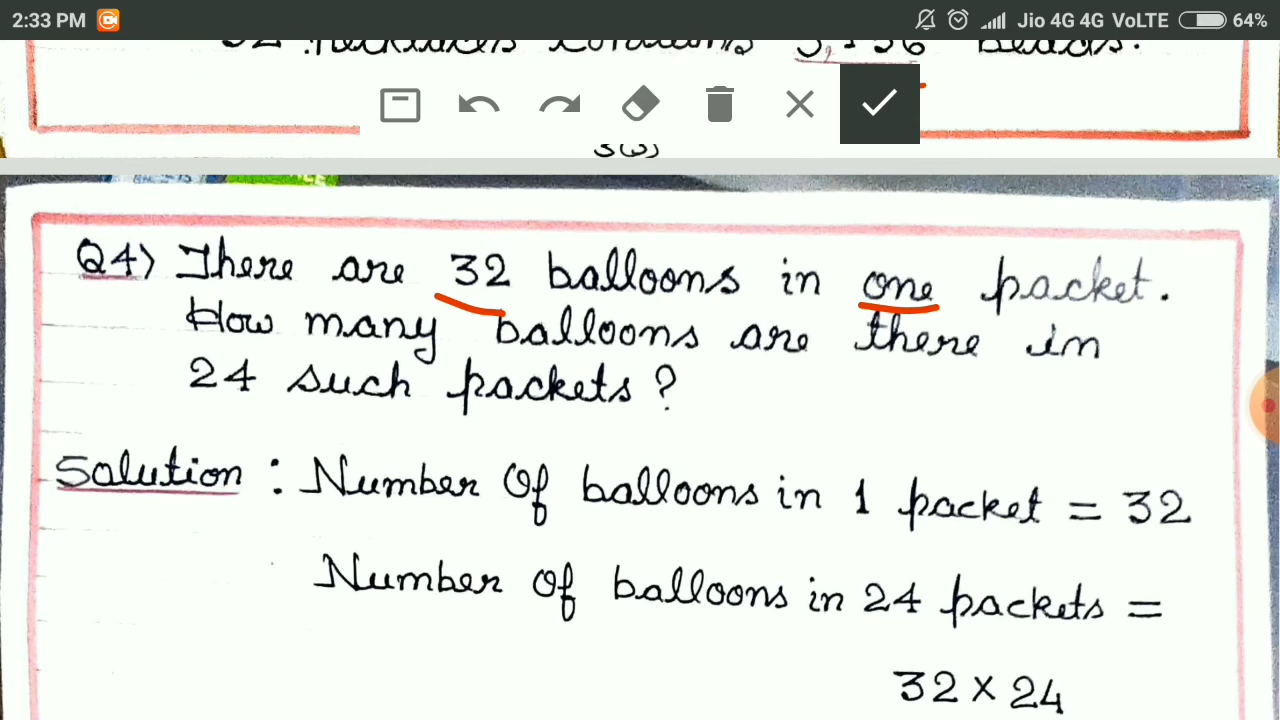 2:33 PM Jio 4G 4G VoLTE 64%
Q4) There are 32 balloons in one packet.
How many balloons are there in
24 such packets?
Solution : Number Of balloons in 1 packet = 32
Number Of balloons in 24 packets =
32 x 24